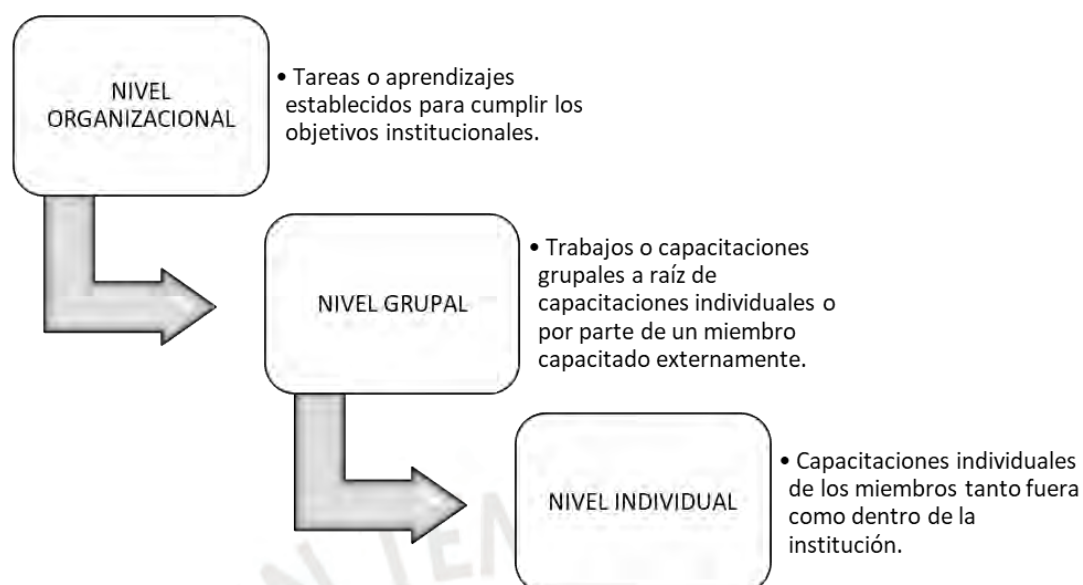 NIVEL
ORGANIZACIONAL
• Tareas o aprendizajes
establecidos para cumplir los
objetivos institucionales.
NIVEL GRUPAL
• Trabajos o capacitaciones
grupales a raíz de
capacitaciones individuales o
por parte de un miembro
capacitado externamente.
NIVEL INDIVIDUAL
• Capacitaciones individuales
de los miembros tanto fuera
como dentro de la
institución.